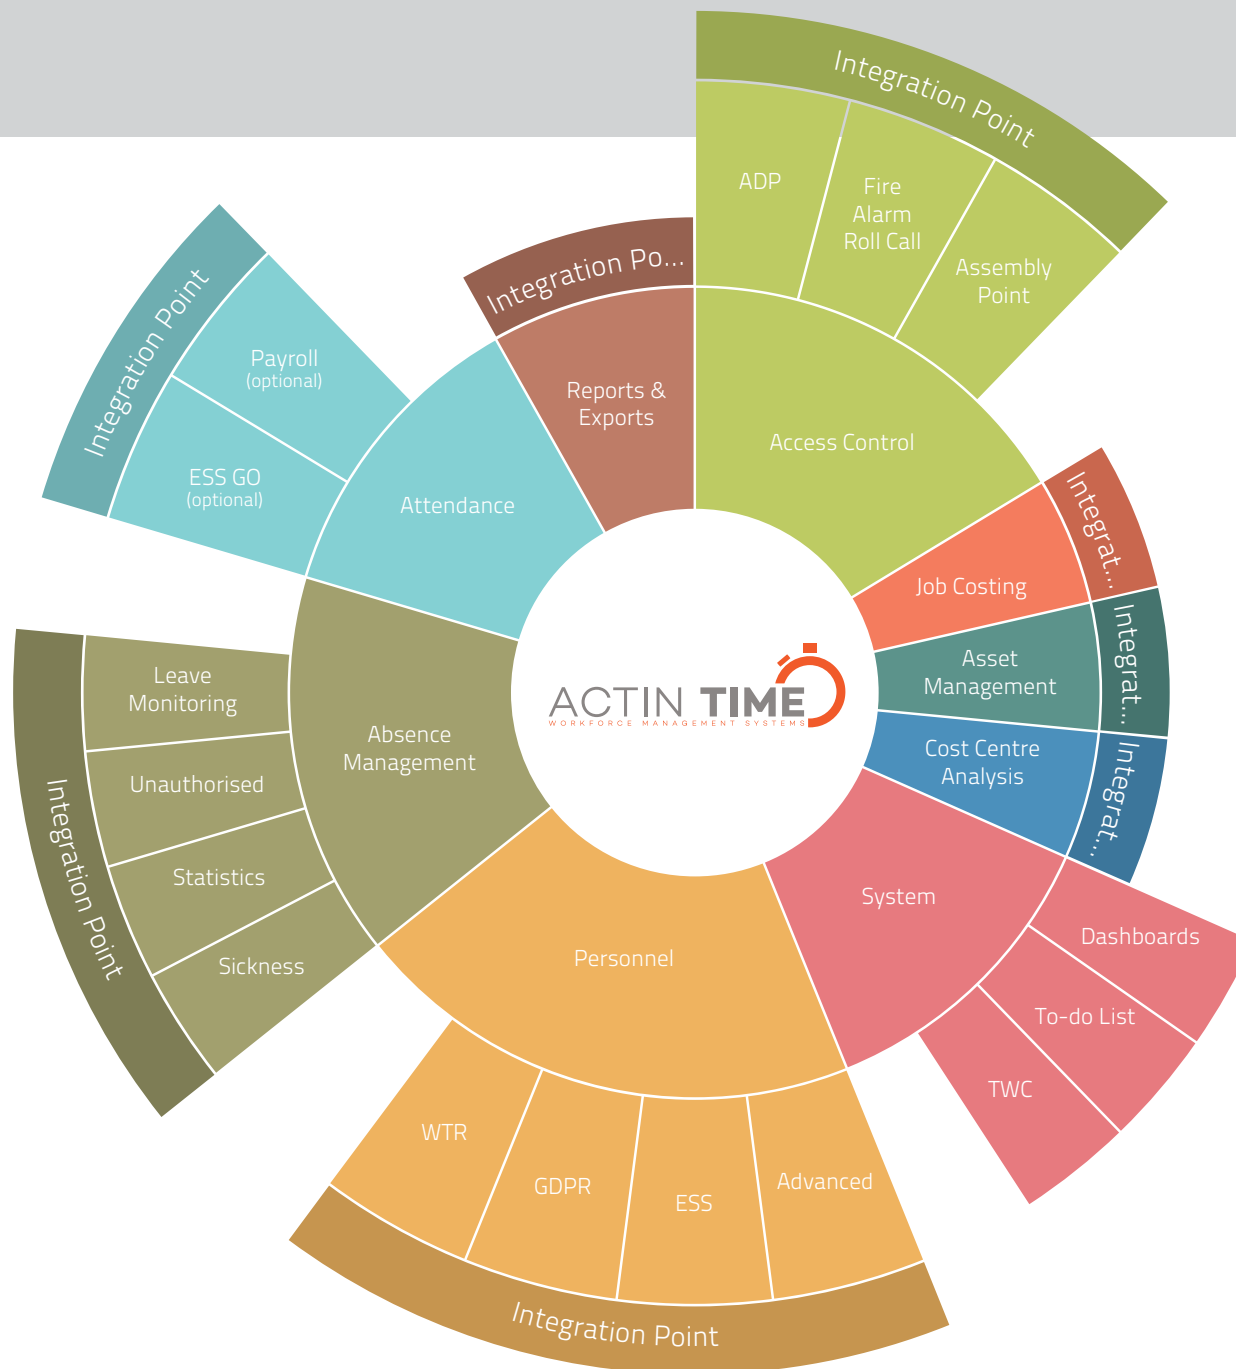 Integration Point
ADP
Fire
Alarm
Roll Call
Assembly
Point
Access Control
Integrat...
Job Costing
Integrat...
Asset
Management
Integrat...
Cost Centre
Analysis
System
Dashboards
To-do List
TWC
Personnel
Advanced
ESS
GDPR
WTR
Integration Point
Absence
Management
Sickness
Statistics
Unauthorised
Leave
Monitoring
Integration Point
Attendance
ESS GO
(optional)
Payroll
(optional)
Integration Point
Reports &
Exports
Integration Po...
ACTIN TIME
WORKFORCE MANAGEMENT SYSTEMS